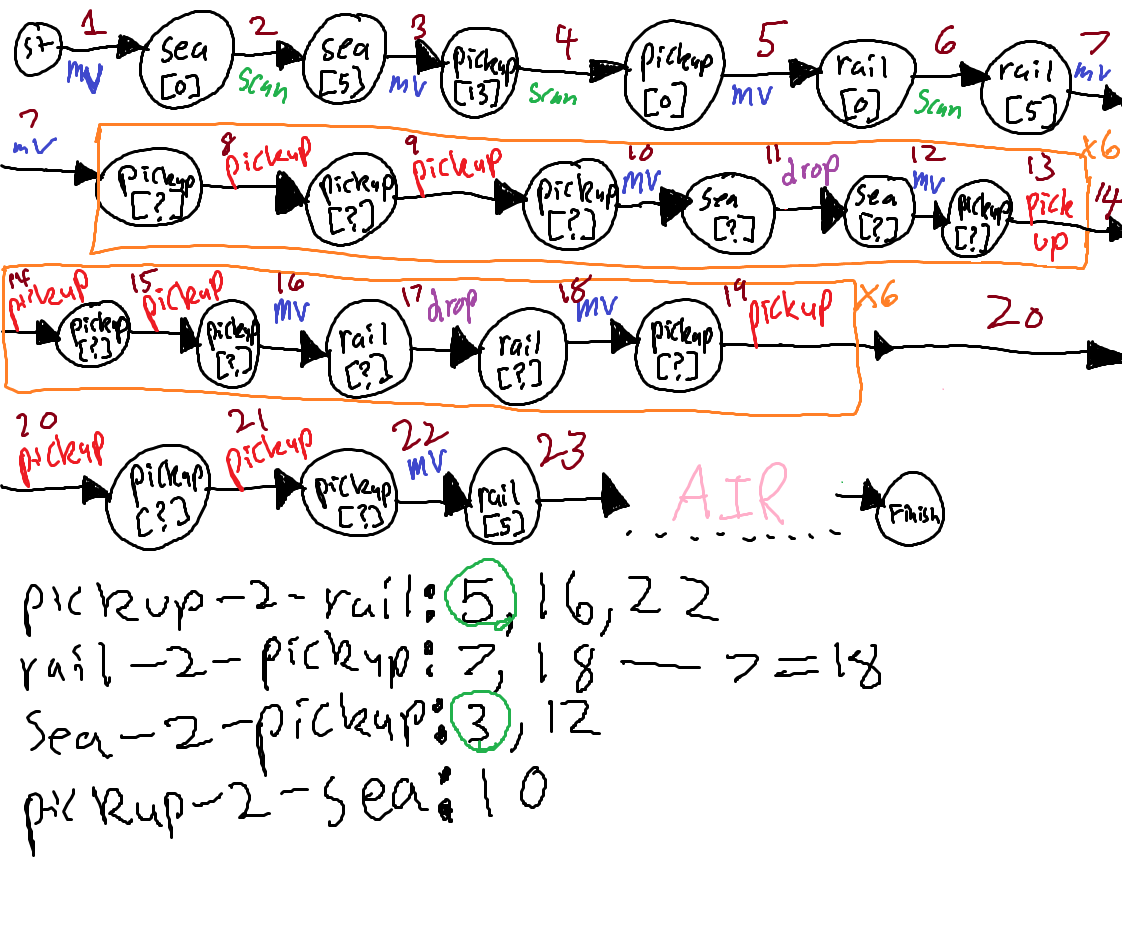 1 2 3 4 5 6 7
st sea [0] sea [5] pickup [13] pickup [0] rail [0] rail [5]
mv scan mv scan mv scan mv
7 8 9 10 11 12 13 14
mv pickup pickup mv drop mv pick up x6
pickup [?] pickup [?] pickup [?] sea [?] sea [?] pickup [?]
14 15 16 17 18 19 20
pickup pickup mv drop mv pickup x6
pickup [?] pickup [?] rail [?] rail [?] pickup [?]
20 21 22 23
pickup pickup mv AIR
pickup [?] pickup [?] rail [5] Finish
pickup-2-rail: 5, 16, 22
rail-2-pickup: 7, 18 — 7 = 18
sea-2-pickup: 3, 12
pickup-2-sea: 10